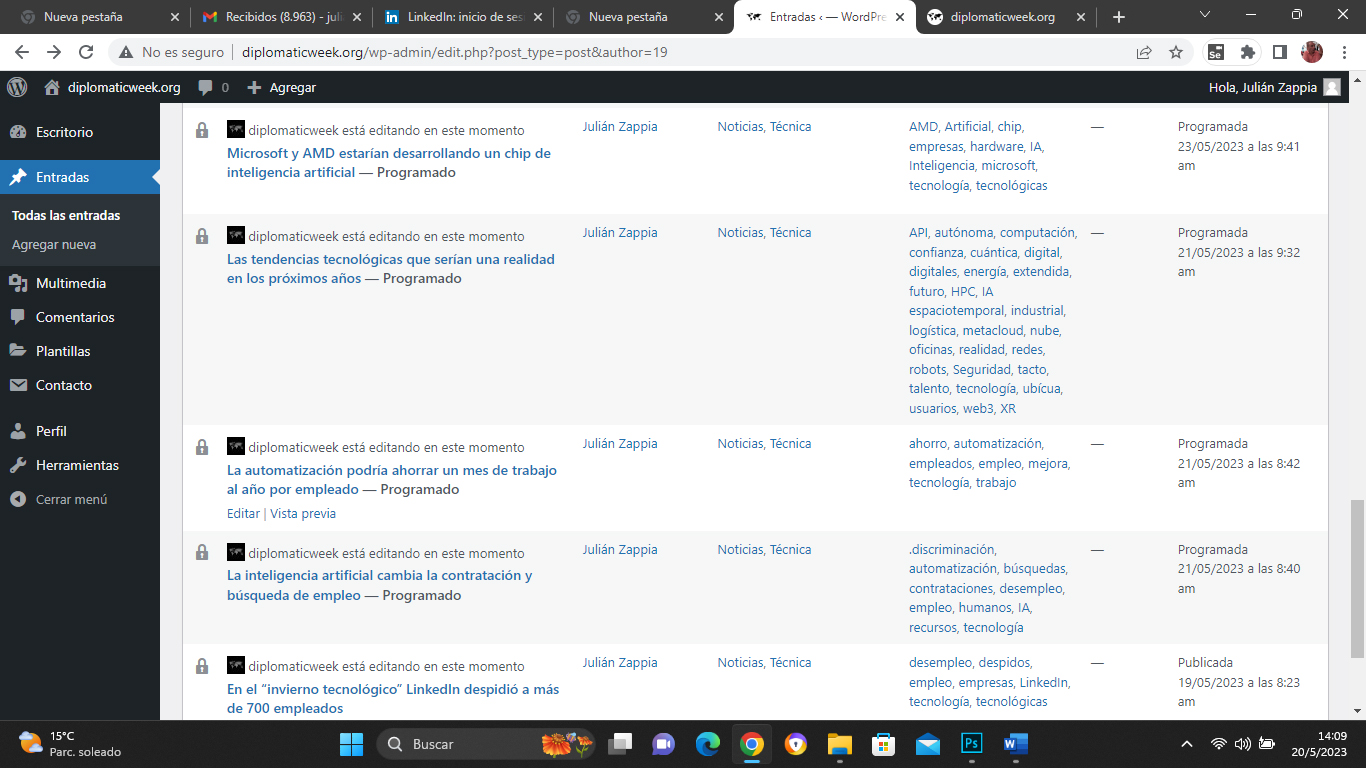 Nueva pestaña
Recibidos (8.963) - juli
LinkedIn: inicio de ses
Nueva pestaña
Entradas ‹ — WordPre
diplomaticweek.org
No es seguro
diplomaticweek.org/wp-admin/edit.php?post_type=post&author=19
diplomaticweek.org
0
Agregar
Hola, Julián Zappia
Escritorio
Entradas
Todas las entradas
Agregar nueva
Multimedia
Comentarios
Plantillas
Contacto
Perfil
Herramientas
Cerrar menú
diplomaticweek está editando en este momento
Microsoft y AMD estarían desarrollando un chip de
inteligencia artificial — Programado
Julián Zappia
Noticias, Técnica
AMD, Artificial, chip,
empresas, hardware, IA,
Inteligencia, microsoft,
tecnología, tecnológicas
—
Programada
23/05/2023 a las 9:41
am
diplomaticweek está editando en este momento
Las tendencias tecnológicas que serían una realidad
en los próximos años — Programado
Julián Zappia
Noticias, Técnica
API, autónoma, computación,
confianza, cuántica, digital,
digitales, energía, extendida,
futuro, HPC, IA
espaciotemporal, industrial,
logística, metacloud, nube,
oficinas, realidad, redes,
robots, Seguridad, tacto,
talento, tecnología, ubícua,
usuarios, web3, XR
—
Programada
21/05/2023 a las 9:32
am
diplomaticweek está editando en este momento
La automatización podría ahorrar un mes de trabajo
al año por empleado — Programado
Editar | Vista previa
Julián Zappia
Noticias, Técnica
ahorro, automatización,
empleados, empleo, mejora,
tecnología, trabajo
—
Programada
21/05/2023 a las 8:42
am
diplomaticweek está editando en este momento
La inteligencia artificial cambia la contratación y
búsqueda de empleo — Programado
Julián Zappia
Noticias, Técnica
.discriminación,
automatización, búsquedas,
contrataciones, desempleo,
empleo, humanos, IA,
recursos, tecnología
—
Programada
21/05/2023 a las 8:40
am
diplomaticweek está editando en este momento
En el “invierno tecnológico” LinkedIn despidió a más
de 700 empleados
Julián Zappia
Noticias, Técnica
desempleo, despidos,
empleo, empresas, LinkedIn,
tecnología, tecnológicas
—
Publicada
19/05/2023 a las 8:23
am
15°C
Parc. soleado
Buscar
Se
Ps
W
14:09
20/5/2023